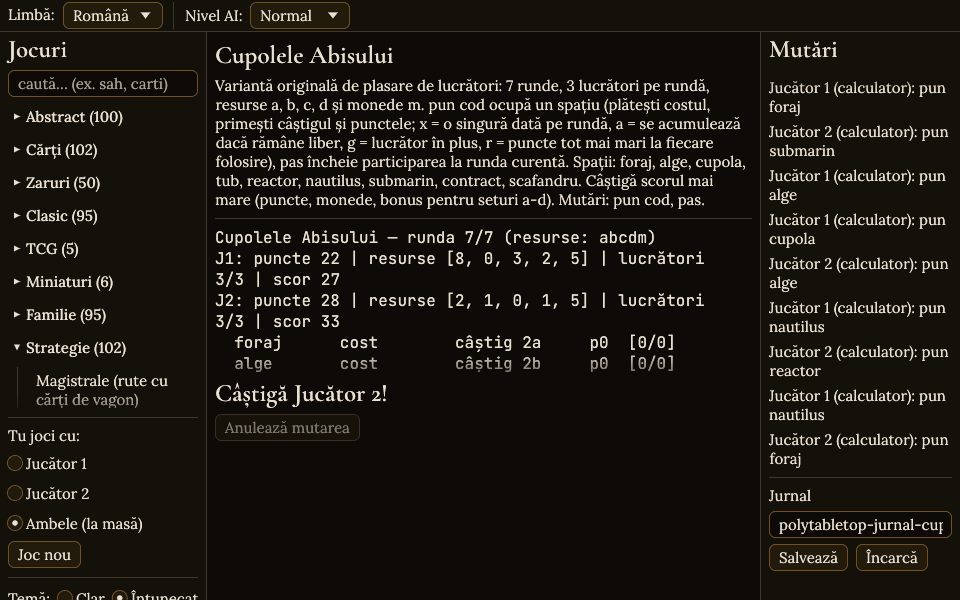 Limbă: Română Nivel AI: Normal
Jocuri
caută... (ex. sah, carti)
Abstract (100)
Cărți (102)
Zaruri (50)
Clasic (95)
TCG (5)
Miniaturi (6)
Familie (95)
Strategie (102)
Magistrale (rute cu
cărți de vagon)
Tu joci cu:
Jucător 1
Jucător 2
Ambele (la masă)
Joc nou
Temă: Clar Întunecat
Cupolele Abisului
Variantă originală de plasare de lucrători: 7 runde, 3 lucrători pe rundă,
resurse a, b, c, d și monede m. pun cod ocupă un spațiu (plătești costul,
primești câștigul și punctele; x = o singură dată pe rundă, a = se acumulează
dacă rămâne liber, g = lucrător în plus, r = puncte tot mai mari la fiecare
folosire), pas încheie participarea la runda curentă. Spații: foraj, alge, cupola,
tub, reactor, nautilus, submarin, contract, scafandru. Câștigă scorul mai
mare (puncte, monede, bonus pentru seturi a-d). Mutări: pun cod, pas.
Cupolele Abisului — runda 7/7 (resurse: abcdm)
J1: puncte 22 | resurse [8, 0, 3, 2, 5] | lucrători
3/3 | scor 27
J2: puncte 28 | resurse [2, 1, 0, 1, 5] | lucrători
3/3 | scor 33
foraj cost câștig 2a p0 [0/0]
alge cost câștig 2b p0 [0/0]
Câștigă Jucător 2!
Anulează mutarea
Mutări
Jucător 1 (calculator): pun
foraj
Jucător 2 (calculator): pun
submarin
Jucător 1 (calculator): pun
alge
Jucător 1 (calculator): pun
cupola
Jucător 2 (calculator): pun
alge
Jucător 1 (calculator): pun
nautilus
Jucător 2 (calculator): pun
reactor
Jucător 1 (calculator): pun
nautilus
Jucător 2 (calculator): pun
foraj
Jurnal
polytabletop-jurnal-cup
Salvează Încarcă